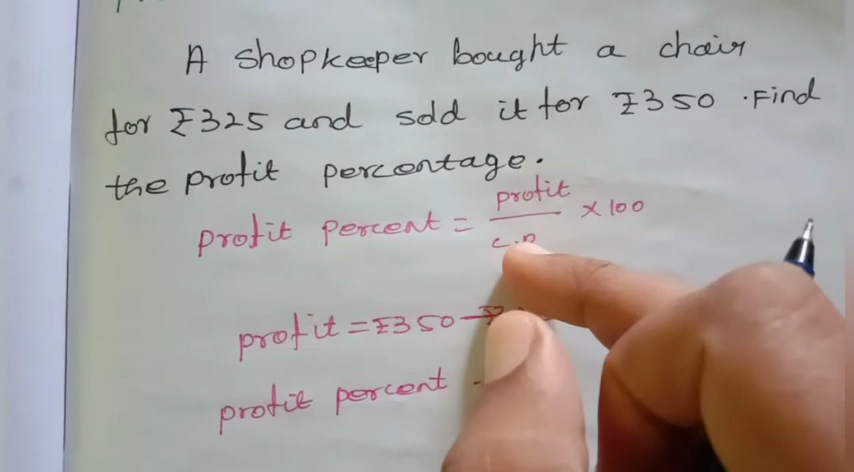 A shopkeeper bought a chair
for ₹325 and sold it for ₹350 . Find
the profit percentage.
profit percent = profit × 100
c.p
profit = ₹350 -
profit percent